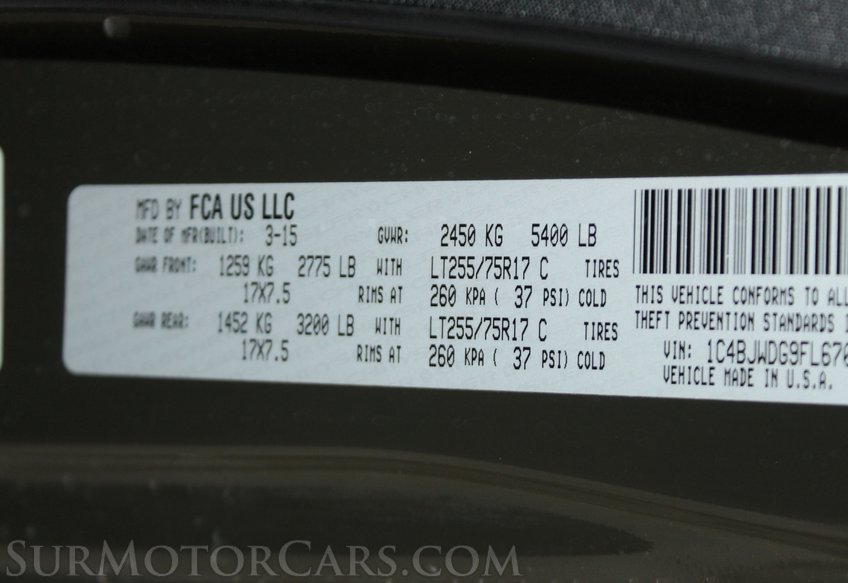 MFD BY FCA US LLC
DATE OF MFR(BUILT): 3-15 GVWR: 2450 KG 5400 LB
GAWR FRONT: 1259 KG 2775 LB WITH LT255/75R17 C TIRES
17X7.5 RIMS AT 260 KPA ( 37 PSI) COLD
GAWR REAR: 1452 KG 3200 LB WITH LT255/75R17 C TIRES
17X7.5 RIMS AT 260 KPA ( 37 PSI) COLD
THIS VEHICLE CONFORMS TO ALL
THEFT PREVENTION STANDARDS
VIN: 1C4BJWDG9FL670
VEHICLE MADE IN U.S.A.
SURMOTORCARS.COM